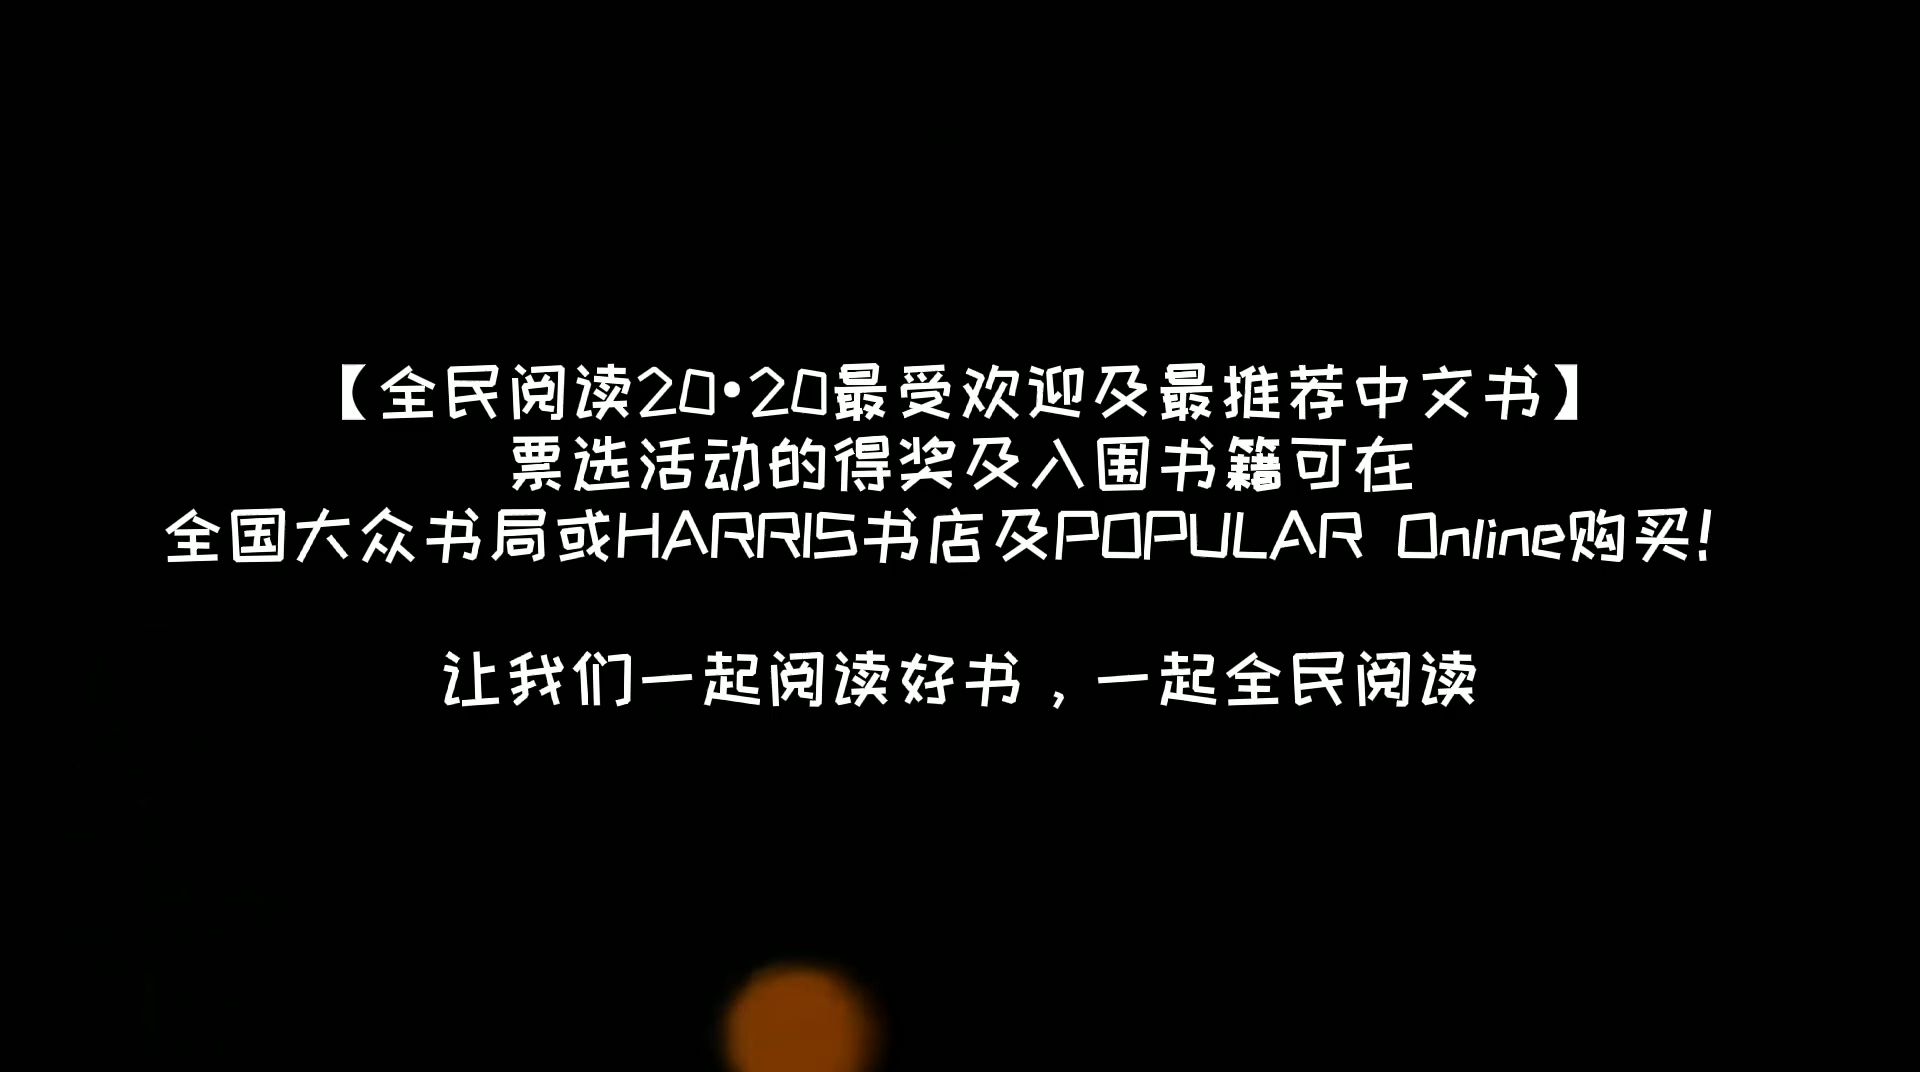 【全民阅读20·20最受欢迎及最推荐中文书】
票选活动的得奖及入围书籍可在
全国大众书局或HARRIS书店及POPULAR Online购买!
让我们一起阅读好书，一起全民阅读